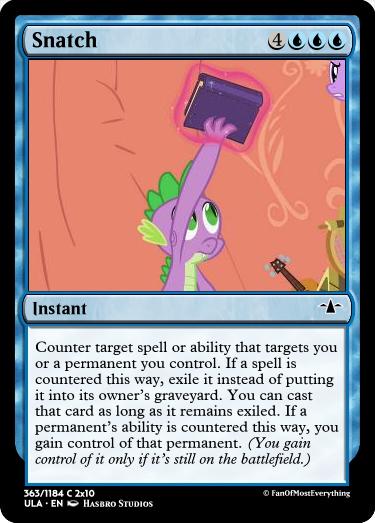 Snatch 4
Instant
Counter target spell or ability that targets you
or a permanent you control. If a spell is
countered this way, exile it instead of putting
it into its owner's graveyard. You can cast
that card as long as it remains exiled. If a
permanent's ability is countered this way, you
gain control of that permanent. (You gain
control of it only if it's still on the battlefield.)
363/1184 C 2x10
ULA • EN Hasbro Studios
© FanOfMostEverything